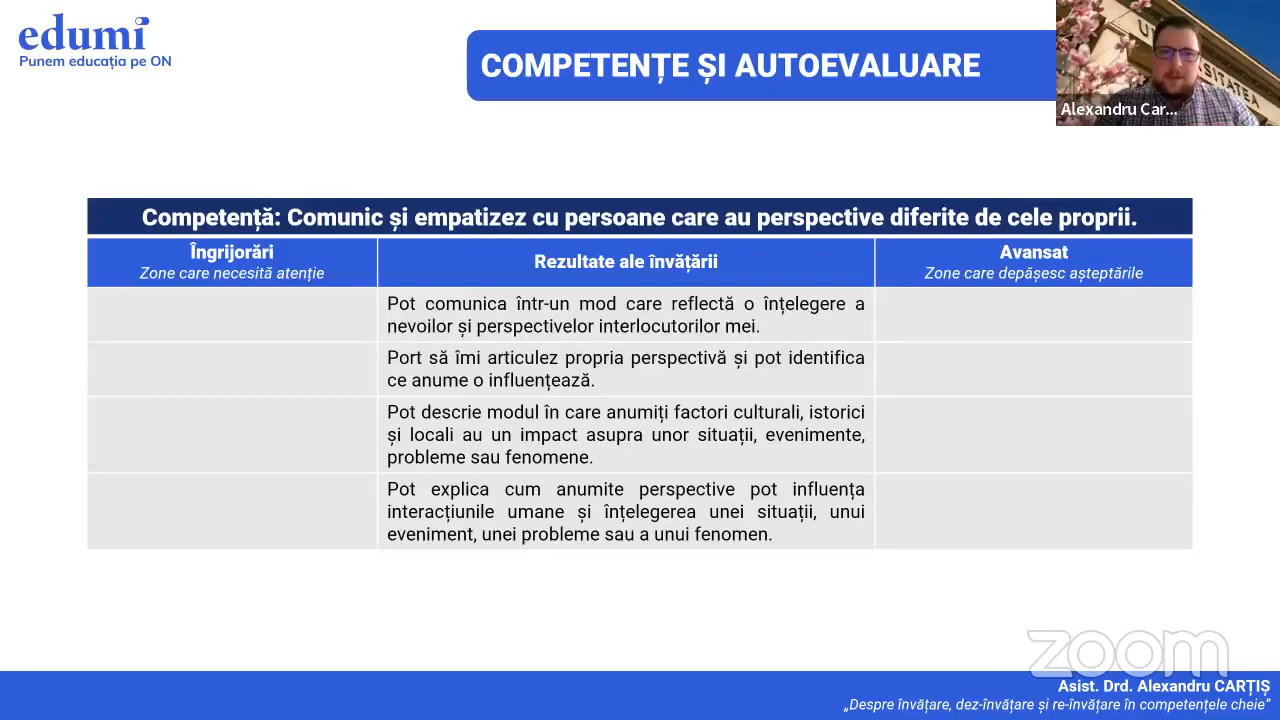 edumi
Punem educația pe ON
COMPETENȚE ȘI AUTOEVALUARE
Alexandru Car...
Competență: Comunic și empatizez cu persoane care au perspective diferite de cele proprii.
Îngrijorări
Zone care necesită atenție
Rezultate ale învățării
Avansat
Zone care depășesc așteptările
Pot comunica într-un mod care reflectă o înțelegere a
nevoilor și perspectivelor interlocutorilor mei.
Port să îmi articulez propria perspectivă și pot identifica
ce anume o influențează.
Pot descrie modul în care anumiți factori culturali, istorici
și locali au un impact asupra unor situații, evenimente,
probleme sau fenomene.
Pot explica cum anumite perspective pot influența
interacțiunile umane și înțelegerea unei situații, unui
eveniment, unei probleme sau a unui fenomen.
zoom
Asist. Drd. Alexandru CARȚIȘ
„Despre învățare, dez-învățare și re-învățare în competențele cheie”